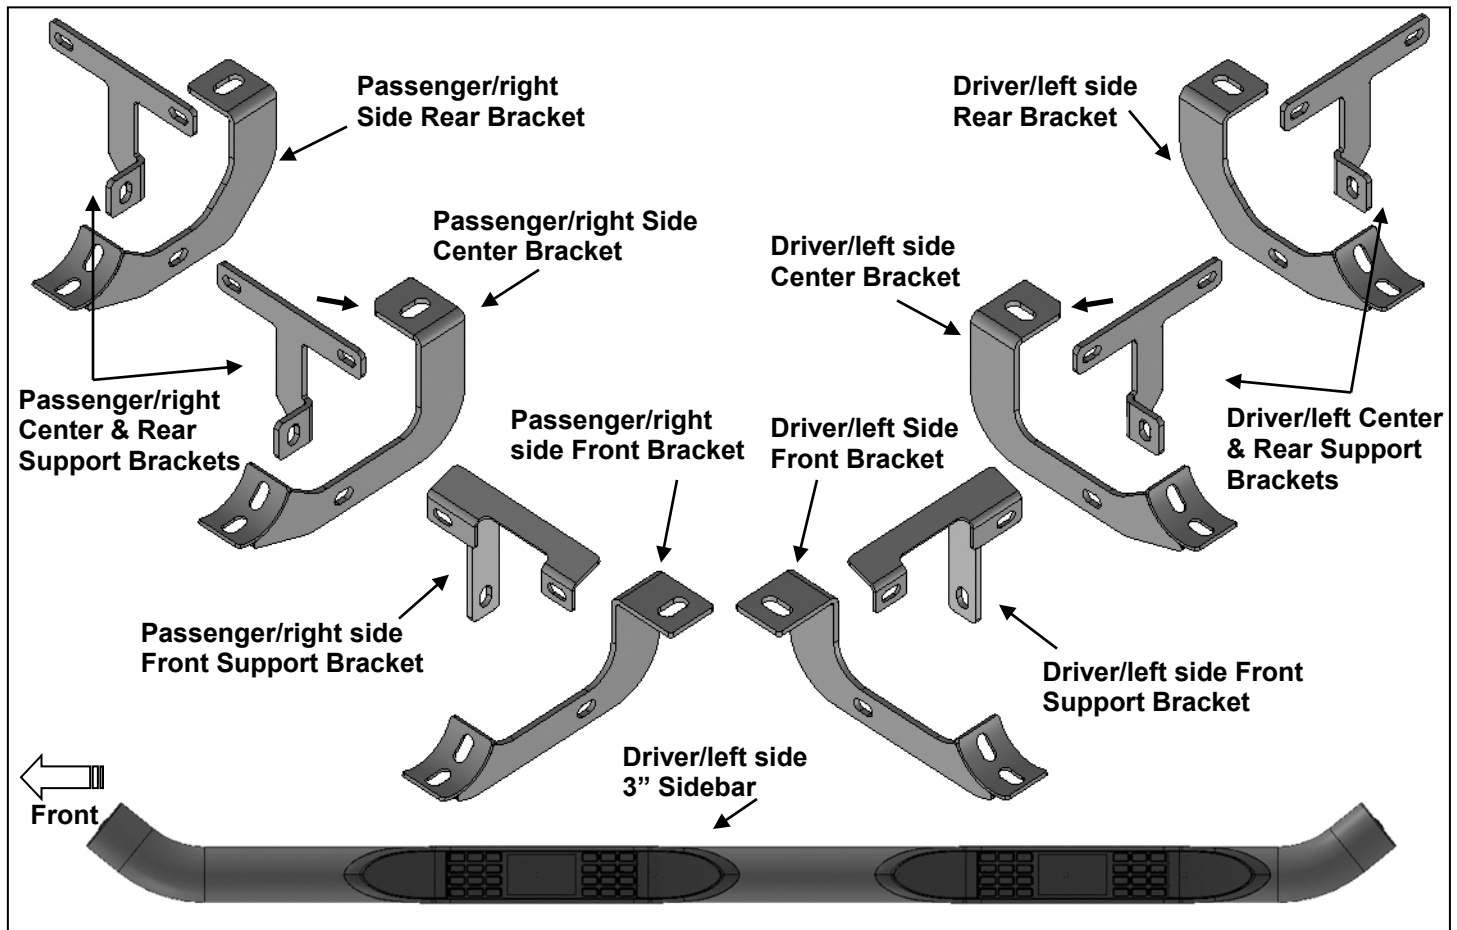 Passenger/right
Side Rear Bracket
Driver/left side
Rear Bracket
Passenger/right Side
Center Bracket
Driver/left side
Center Bracket
Passenger/right
Center & Rear
Support Brackets
Passenger/right
side Front Bracket
Driver/left Side
Front Bracket
Driver/left Center
& Rear Support
Brackets
Passenger/right side
Front Support Bracket
Driver/left side Front
Support Bracket
Driver/left side
3” Sidebar
Front